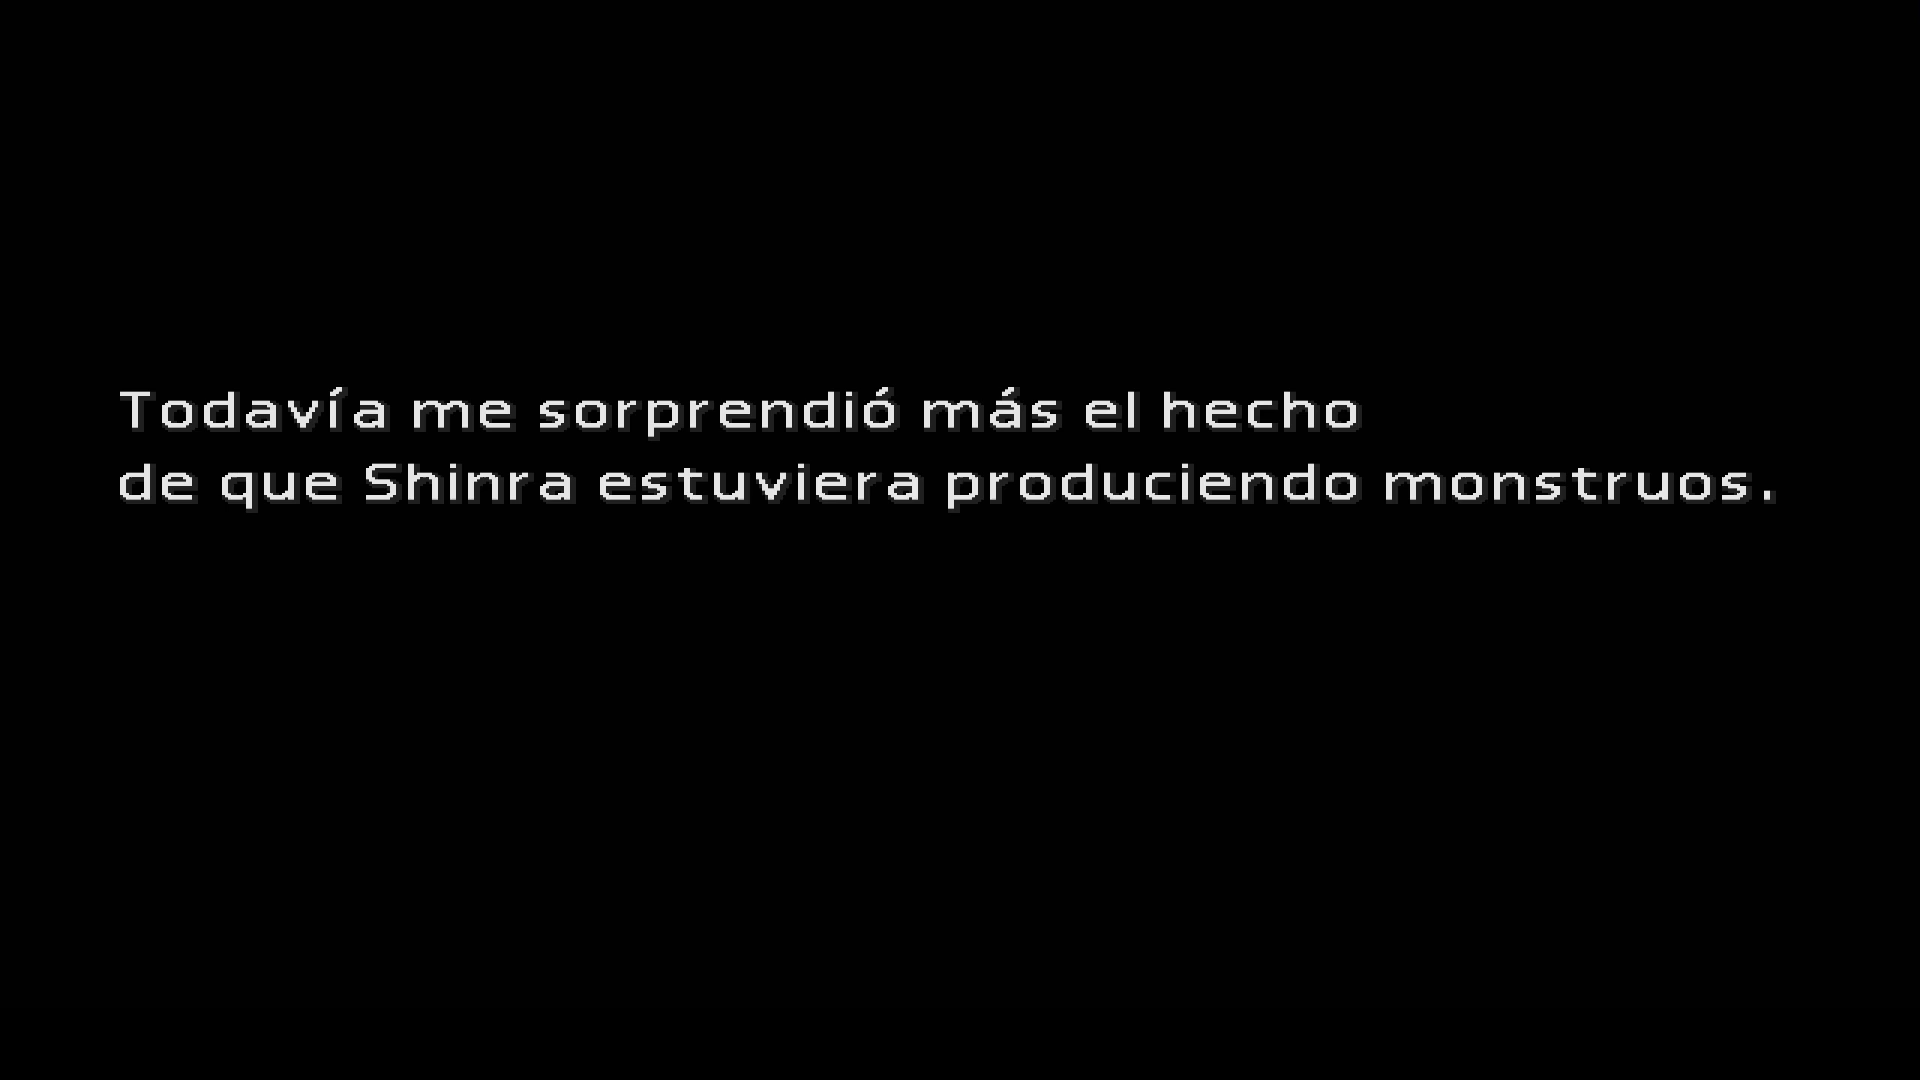 Todavía me sorprendió más el hecho
de que Shinra estuviera produciendo monstruos.